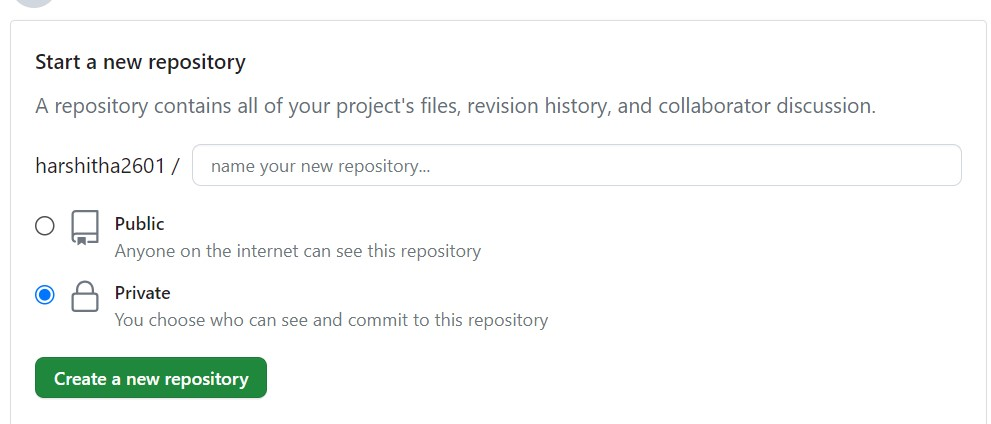 Start a new repository
A repository contains all of your project's files, revision history, and collaborator discussion.
harshitha2601 / name your new repository...
Public
Anyone on the internet can see this repository
Private
You choose who can see and commit to this repository
Create a new repository